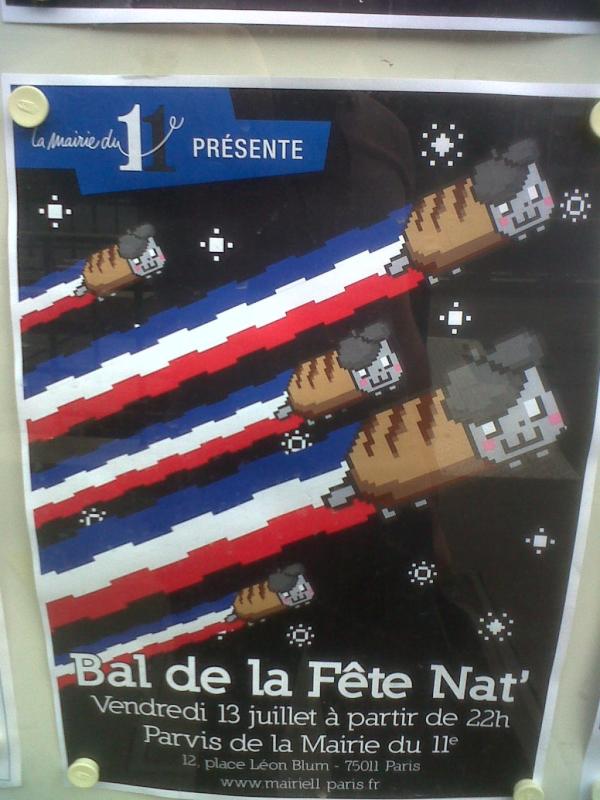 la mairie du 11e
PRÉSENTE
Bal de la Fête Nat'
Vendredi 13 juillet à partir de 22h
Parvis de la Mairie du 11e
12, place Léon Blum - 75011 Paris
www.mairie11.paris.fr